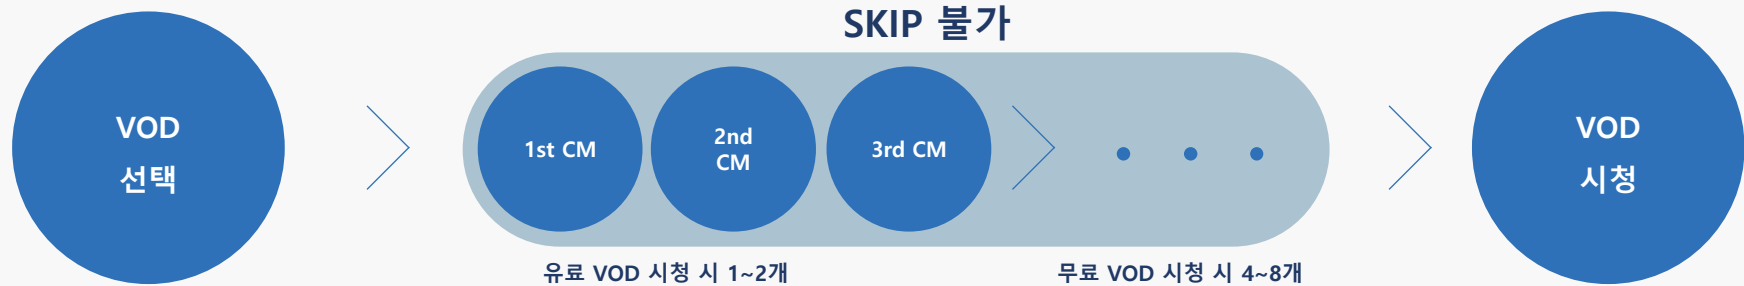 SKIP 불가
VOD
선택
1st CM
2nd
CM
3rd CM
VOD
시청
유료 VOD 시청 시 1~2개
무료 VOD 시청 시 4~8개